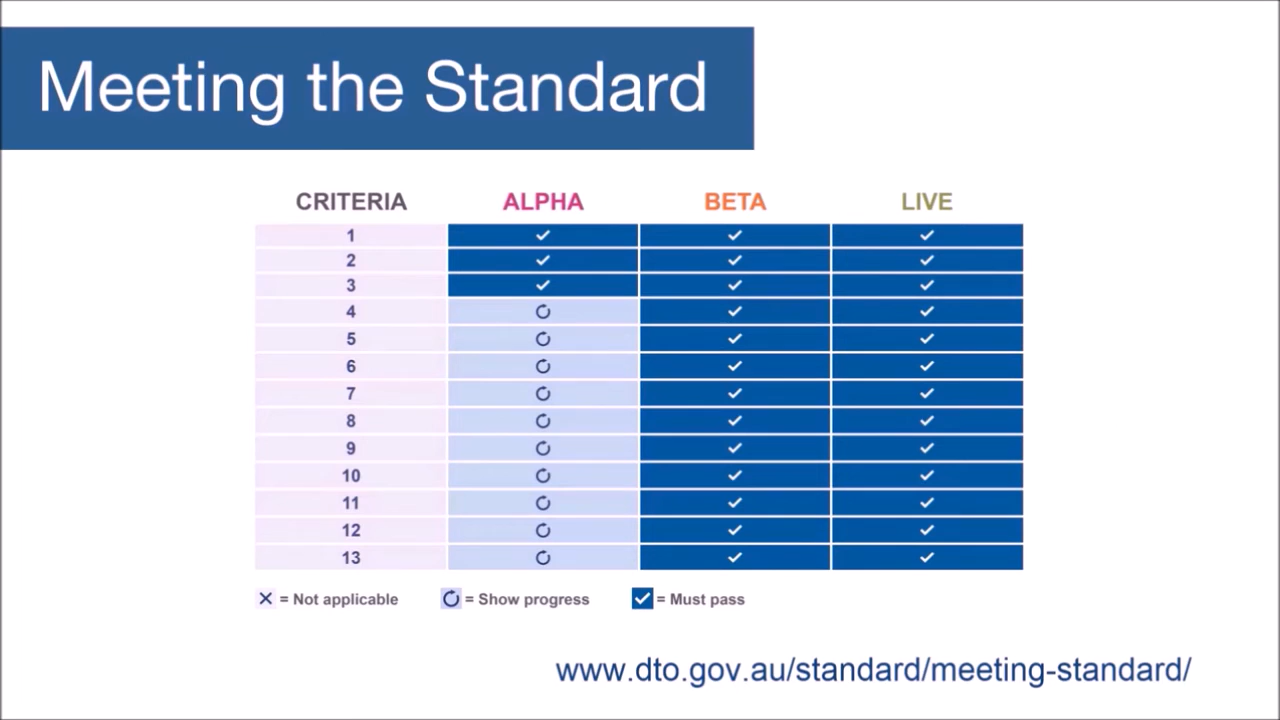 Meeting the Standard
CRITERIA ALPHA BETA LIVE
1 ✓ ✓ ✓
2 ✓ ✓ ✓
3 ✓ ✓ ✓
4 ↻ ✓ ✓
5 ↻ ✓ ✓
6 ↻ ✓ ✓
7 ↻ ✓ ✓
8 ↻ ✓ ✓
9 ↻ ✓ ✓
10 ↻ ✓ ✓
11 ↻ ✓ ✓
12 ↻ ✓ ✓
13 ↻ ✓ ✓
✕ = Not applicable ↻ = Show progress ✓ = Must pass
www.dto.gov.au/standard/meeting-standard/